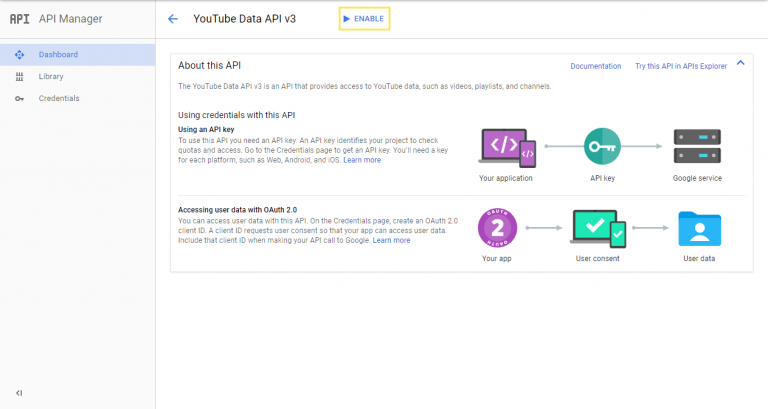 API API Manager
YouTube Data API v3
ENABLE
Dashboard
Library
Credentials
About this API
Documentation
Try this API in APIs Explorer
The YouTube Data API v3 is an API that provides access to YouTube data, such as videos, playlists, and channels.
Using credentials with this API
Using an API key
To use this API you need an API key. An API key identifies your project to check
quotas and access. Go to the Credentials page to get an API key. You'll need a key
for each platform, such as Web, Android, and iOS. Learn more
</>
</>
Your application
API key
Google service
Accessing user data with OAuth 2.0
You can access user data with this API. On the Credentials page, create an OAuth 2.0
client ID. A client ID requests user consent so that your app can access user data.
Include that client ID when making your API call to Google. Learn more
OAUTH
2
OAUTH
Your app
User consent
User data